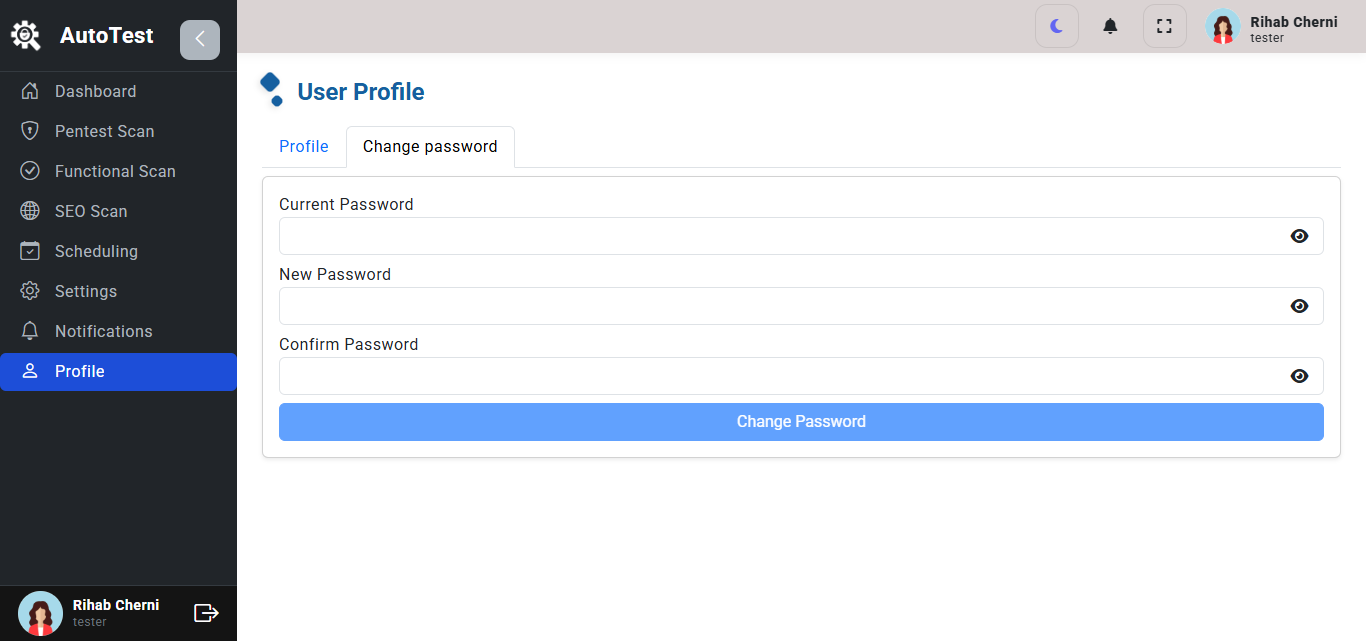 AutoTest
Dashboard
Pentest Scan
Functional Scan
SEO Scan
Scheduling
Settings
Notifications
Profile
Rihab Cherni
tester
Rihab Cherni
tester
User Profile
Profile
Change password
Current Password
New Password
Confirm Password
Change Password